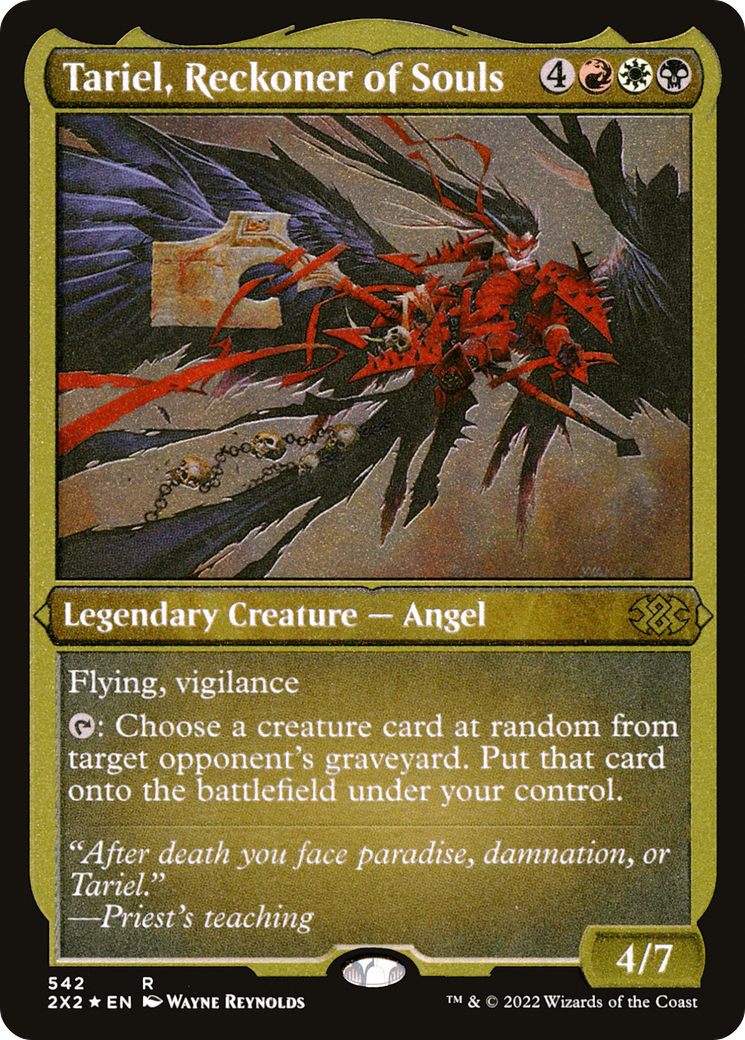 Tariel, Reckoner of Souls 4
Legendary Creature — Angel
Flying, vigilance
: Choose a creature card at random from
target opponent's graveyard. Put that card
onto the battlefield under your control.
“After death you face paradise, damnation, or
Tariel.”
—Priest's teaching
4/7
542 R
2X2 ★ EN Wayne Reynolds
™ & © 2022 Wizards of the Coast